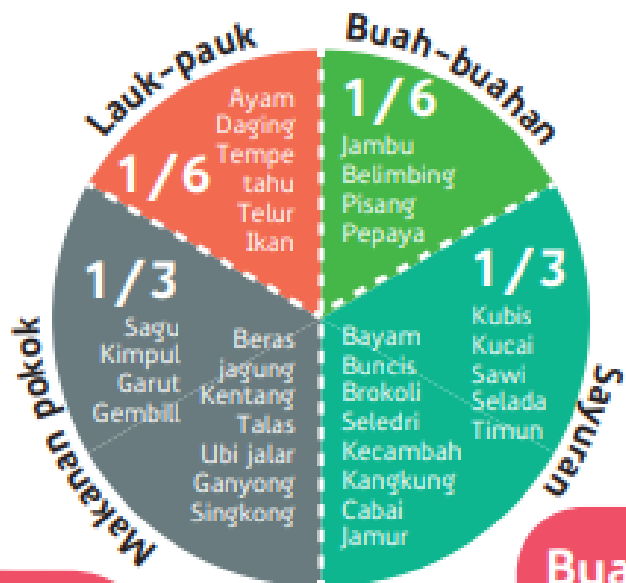 Lauk-pauk
Ayam
Daging
Tempe
tahu
Telur
Ikan
1/6
Buah-buahan
1/6
Jambu
Belimbing
Pisang
Pepaya
Makanan pokok
1/3
Sagu
Kimpul
Garut
Gembill
Beras
jagung
Kentang
Talas
Ubi jalar
Ganyong
Singkong
Sayuran
1/3
Kubis
Kucai
Sawi
Selada
Timun
Bayam
Buncis
Brokoli
Seledri
Kecambah
Kangkung
Cabai
Jamur
Bua